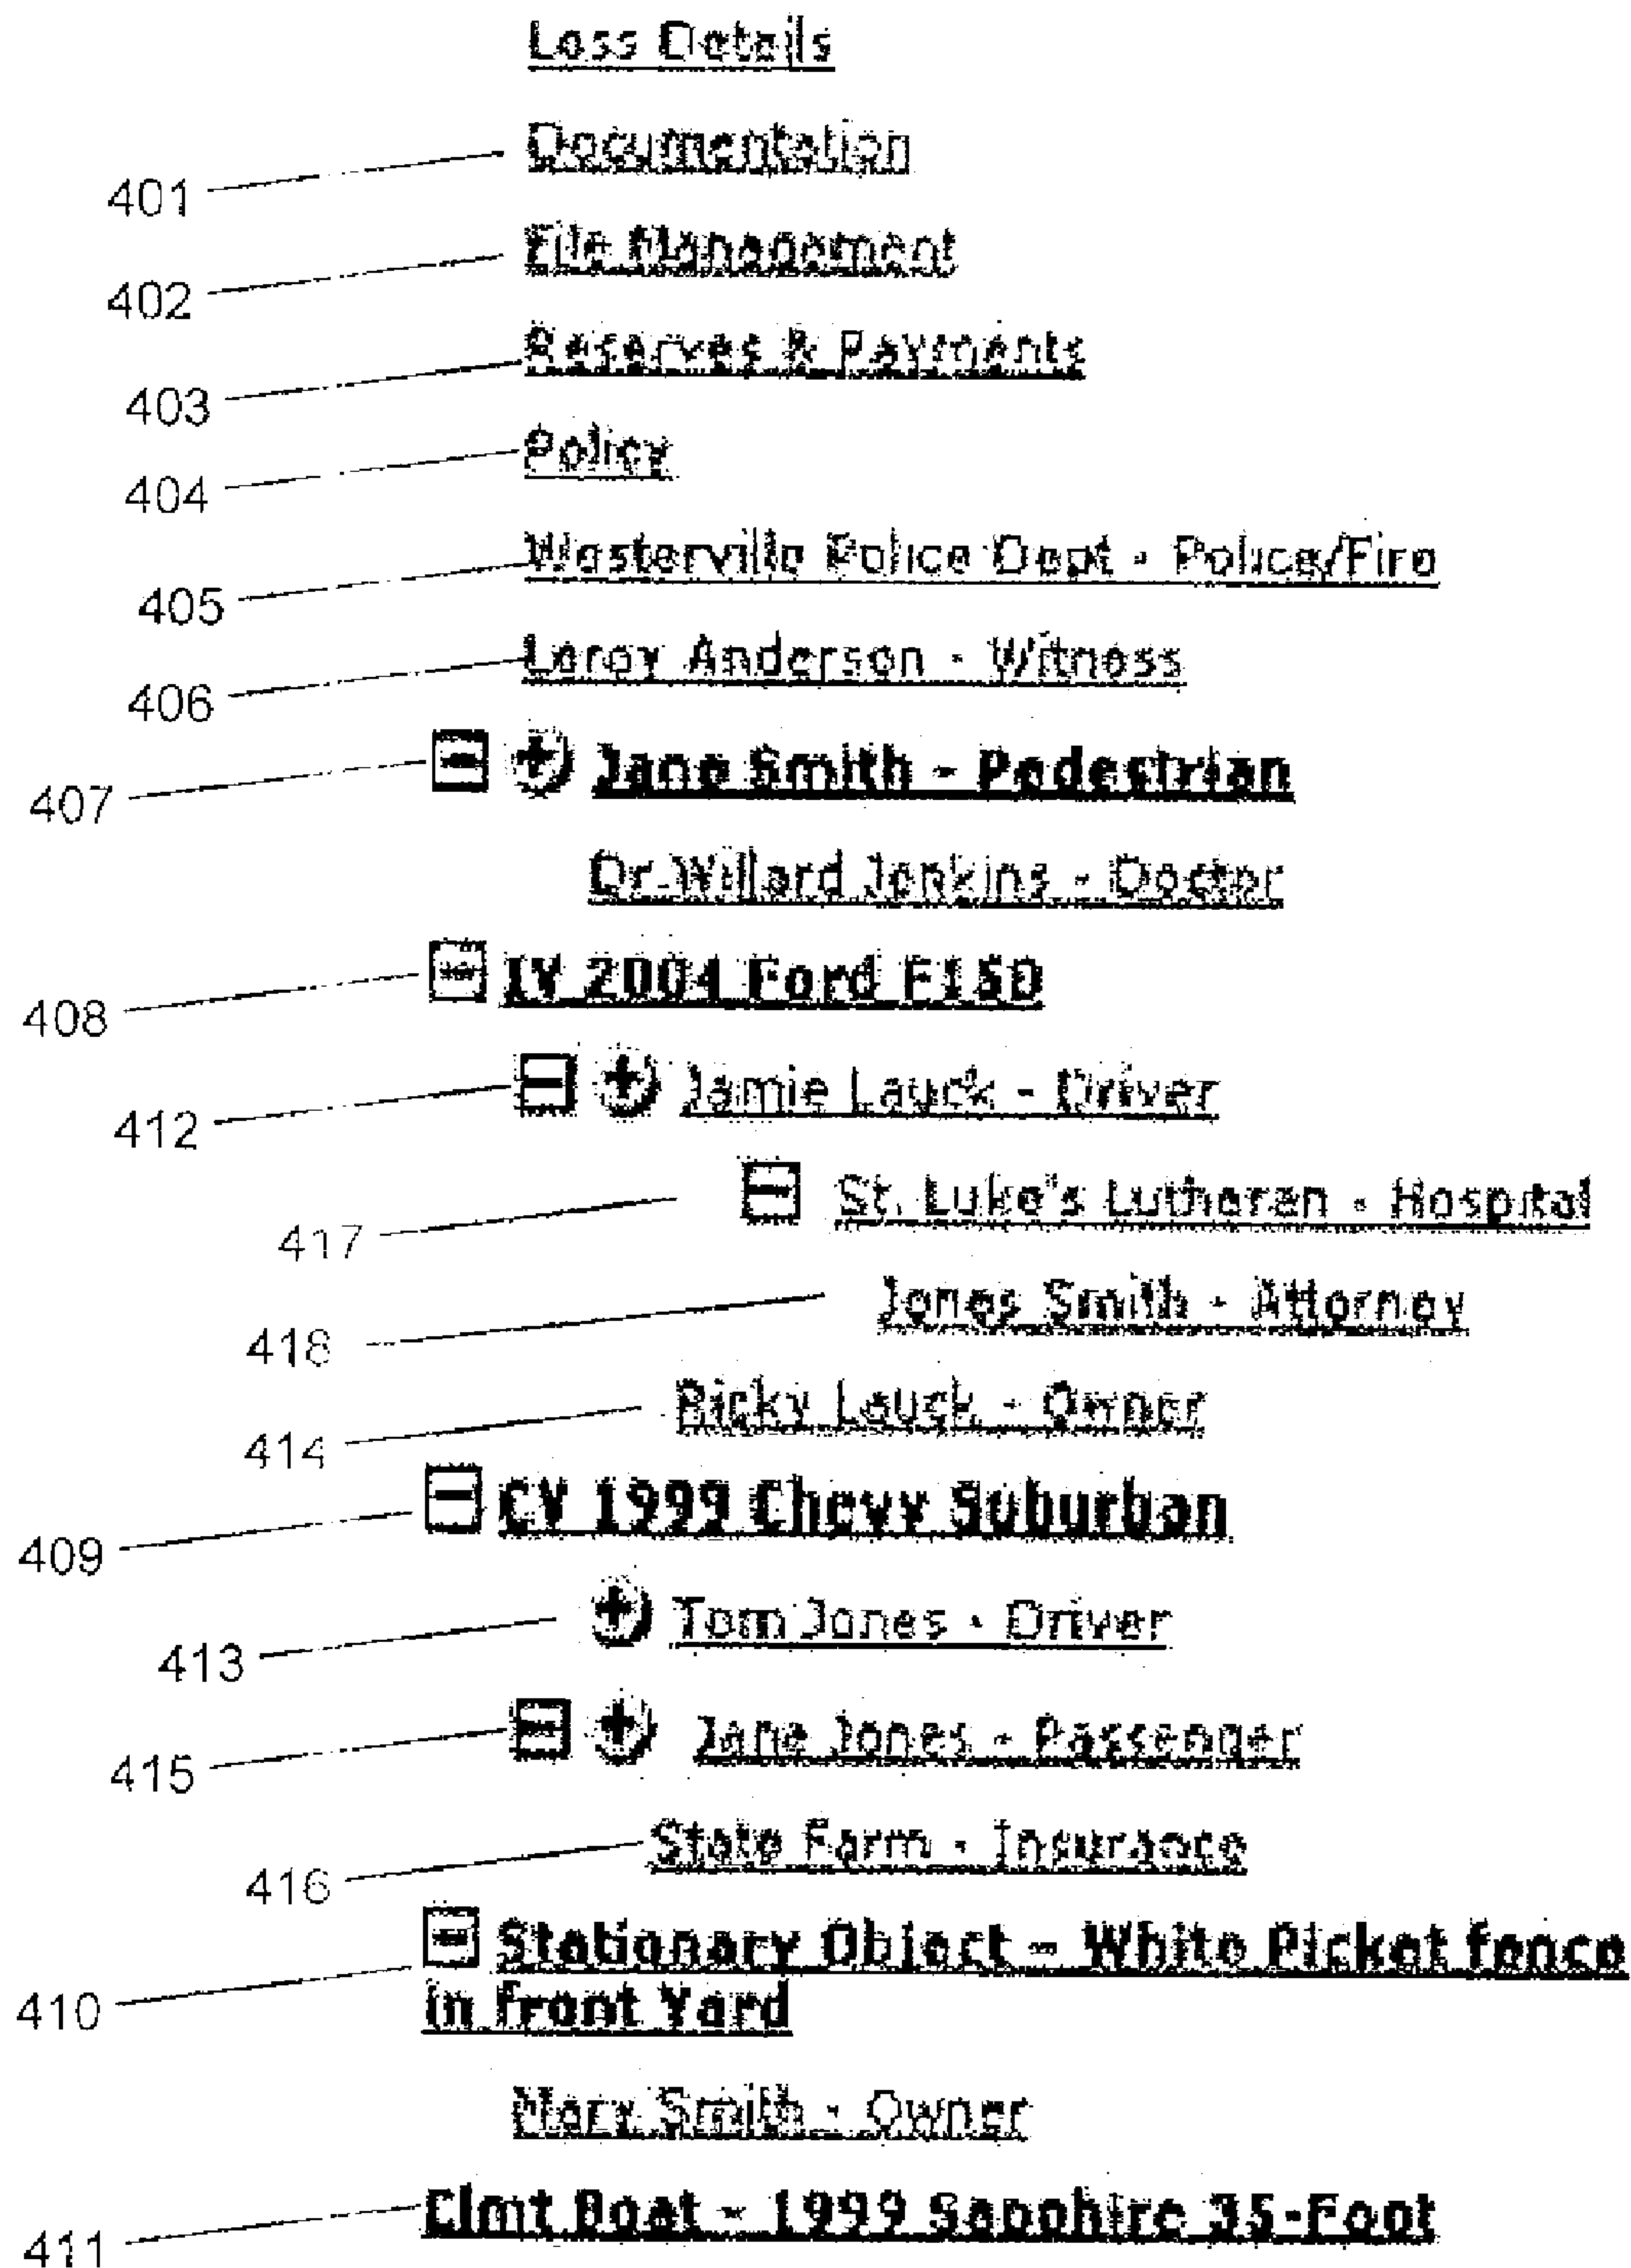 Loss Details
401 Documentation
402 File Management
403 Reserves & Payments
404 Policy
405 Westerville Police Dept - Police/Fire
406 Leroy Anderson - Witness
407 Jane Smith - Pedestrian
Dr. Willard Jenkins - Doctor
408 IV 2004 Ford F150
412 Jamie Lauck - Driver
417 St. Luke's Lutheran - Hospital
418 Jones Smith - Attorney
414 Ricky Lauck - Owner
409 CV 1999 Chevy Suburban
413 Tom Jones - Driver
415 Jane Jones - Passenger
416 State Farm - Insurance
410 Stationary Object - White Picket fence
in front Yard
Mary Smith - Owner
411 Clmt Boat - 1999 Sapphire 35-Foot